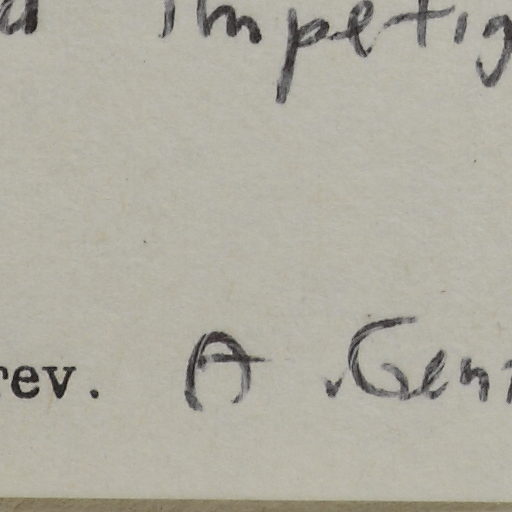 impetig
rev. A Gen